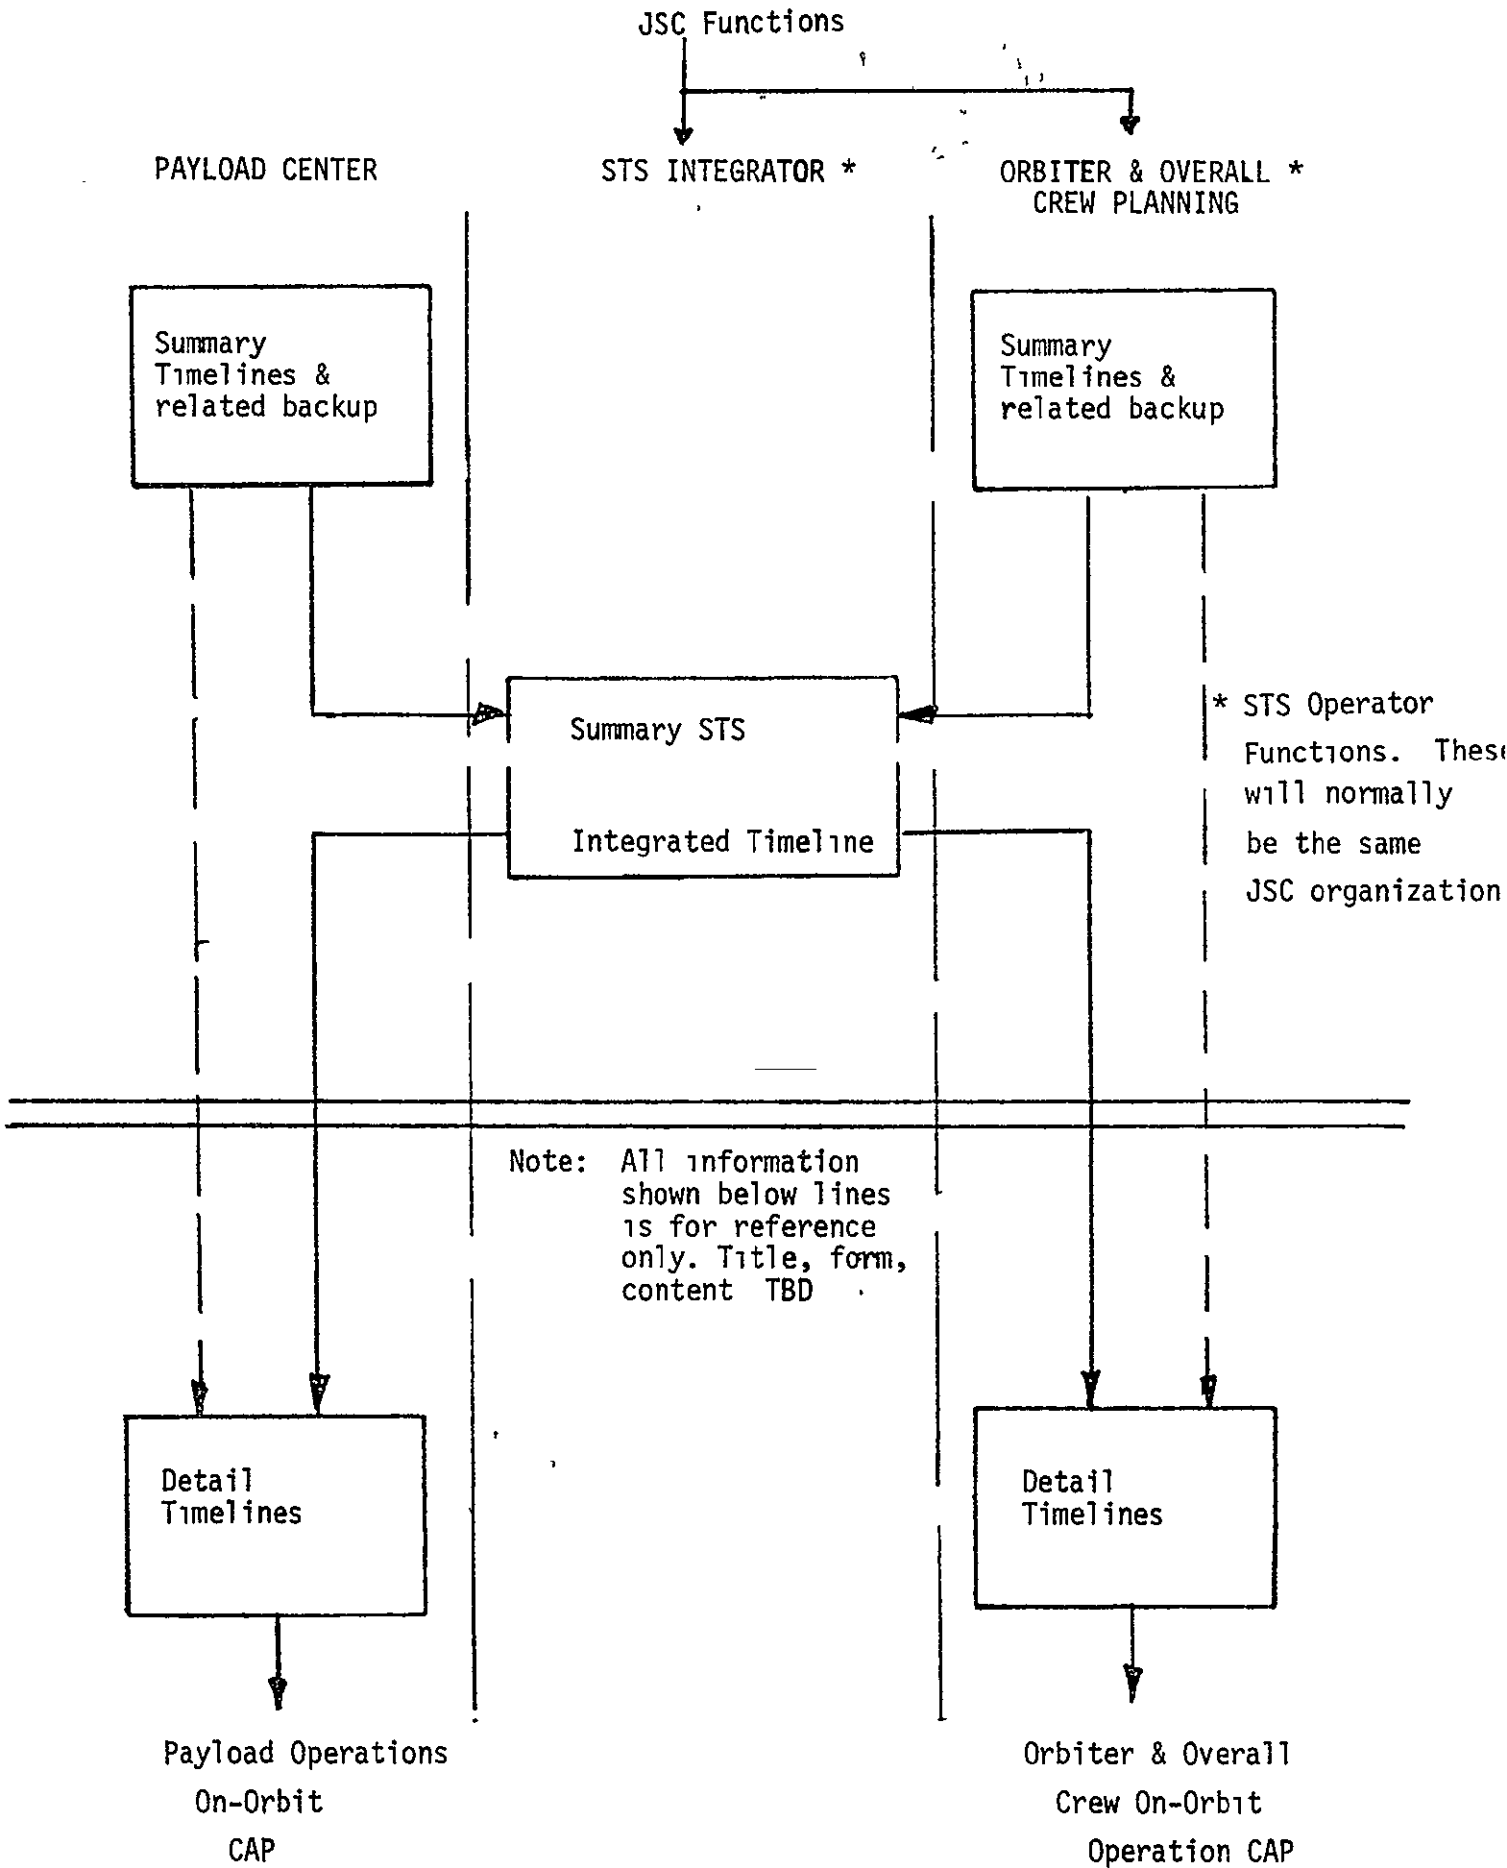 JSC Functions
PAYLOAD CENTER
STS INTEGRATOR *
ORBITER & OVERALL *
CREW PLANNING
Summary
Timelines &
related backup
Summary
Timelines &
related backup
Summary STS
Integrated Timeline
* STS Operator
Functions. These
will normally
be the same
JSC organization
Note: All information
shown below lines
is for reference
only. Title, form,
content TBD
Detail
Timelines
Detail
Timelines
Payload Operations
On-Orbit
CAP
Orbiter & Overall
Crew On-Orbit
Operation CAP